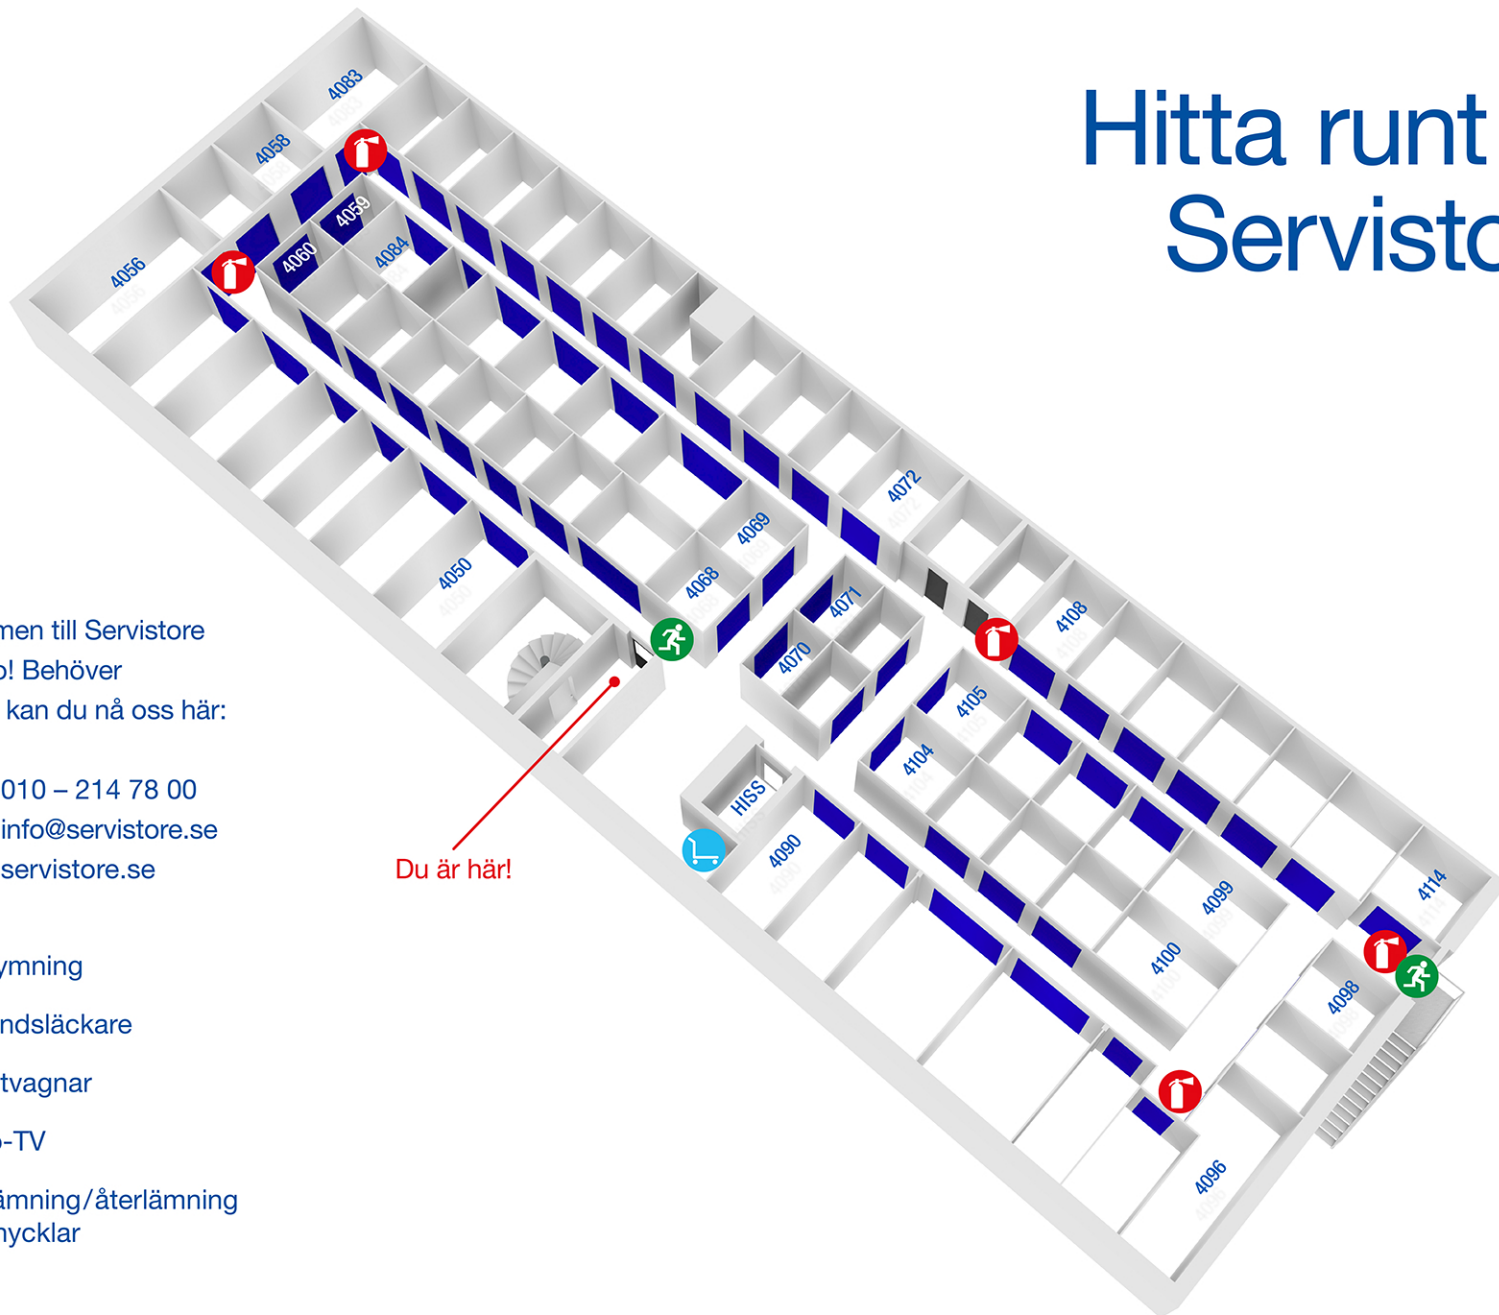 Hitta runt
Servisto
4083
4058
4059
4060
4084
4056
4072
4069
4068
4050
4071
4070
4108
4105
4104
HISS
4090
4099
4100
4114
4098
4096
Du är här!
men till Servistore
o! Behöver
kan du nå oss här:
010 – 214 78 00
info@servistore.se
servistore.se
ymning
ndsläckare
tvagnar
o-TV
ämning/återlämning
nycklar